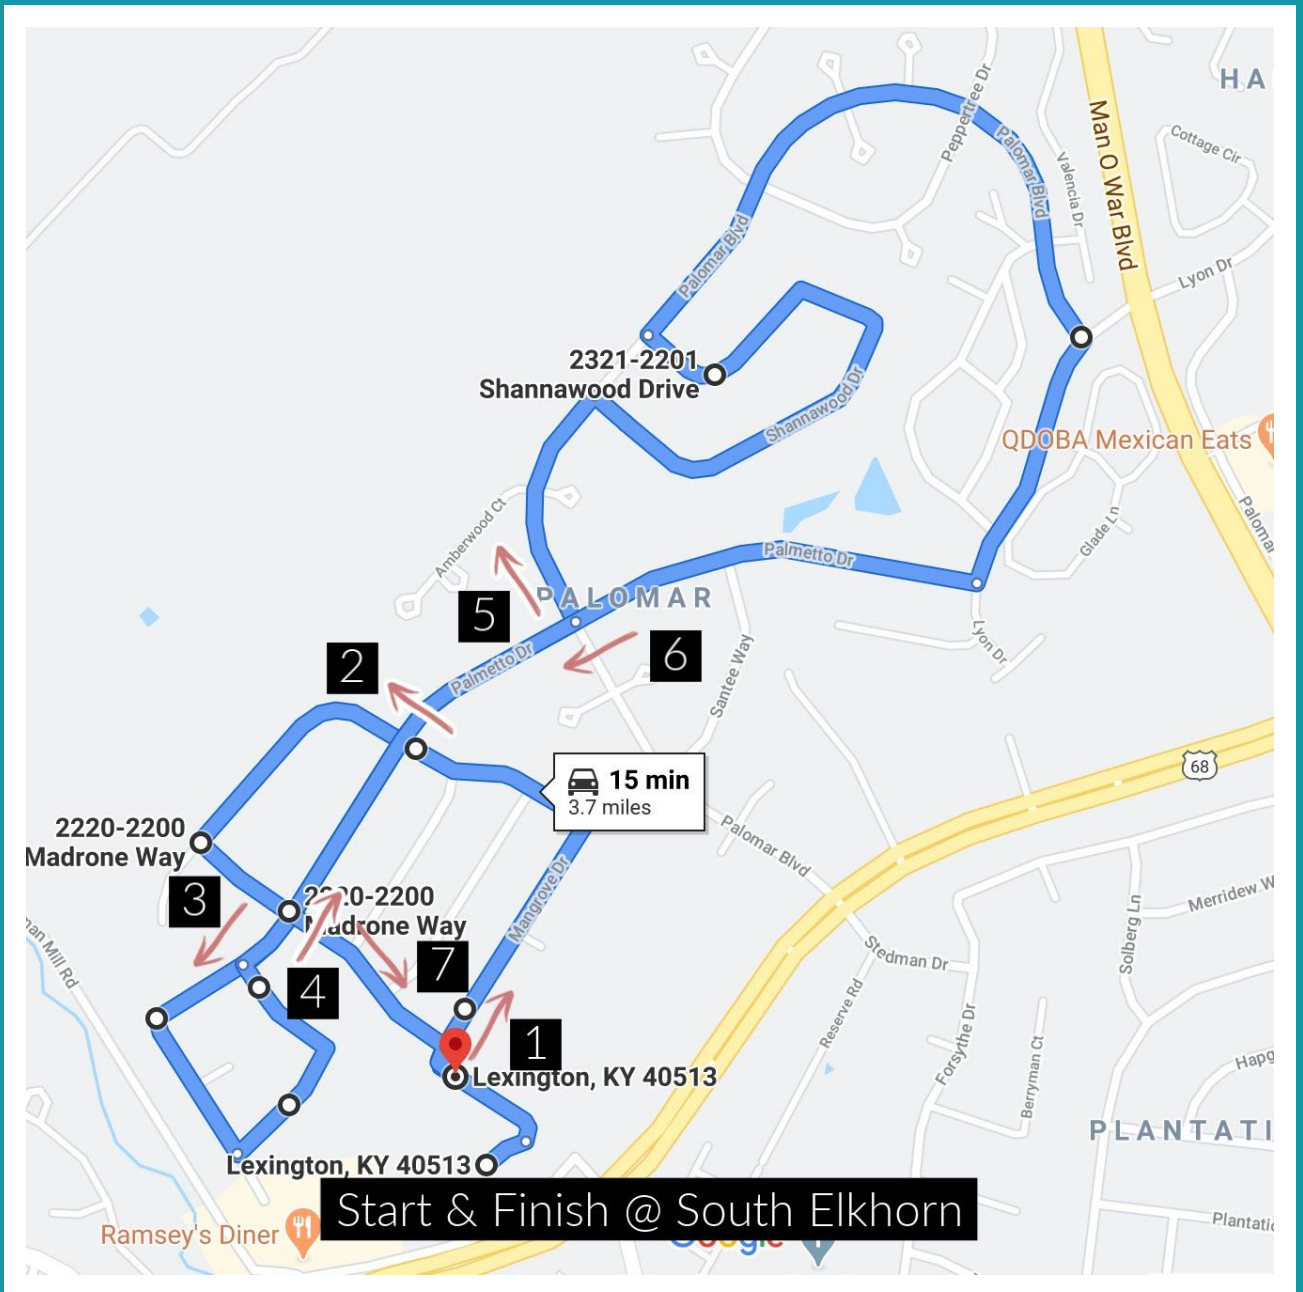 HA
Cottage Cir
Man O War Blvd
Peppertree Dr
Palomar Blvd
Valencia Dr
Lyon Dr
Palomar Blvd
2321-2201
Shannawood Drive
Shannawood Dr
QDOBA Mexican Eats
Glade Ln
Amberwood Ct
Palmetto Dr
PALOMAR
5
6
Lyon Dr
2
Palmetto Dr
Santee Way
15 min
3.7 miles
68
Palomar Blvd
2220-2200
Madrone Way
Mangrove Dr
3
Madrone Way
Merridew W
Solberg Ln
Stedman Dr
7
4
Reserve Rd
Forsythe Dr
Berryman Ct
1
Lexington, KY 40513
PLANTATI
Lexington, KY 40513
Start & Finish @ South Elkhorn
Ramsey's Diner